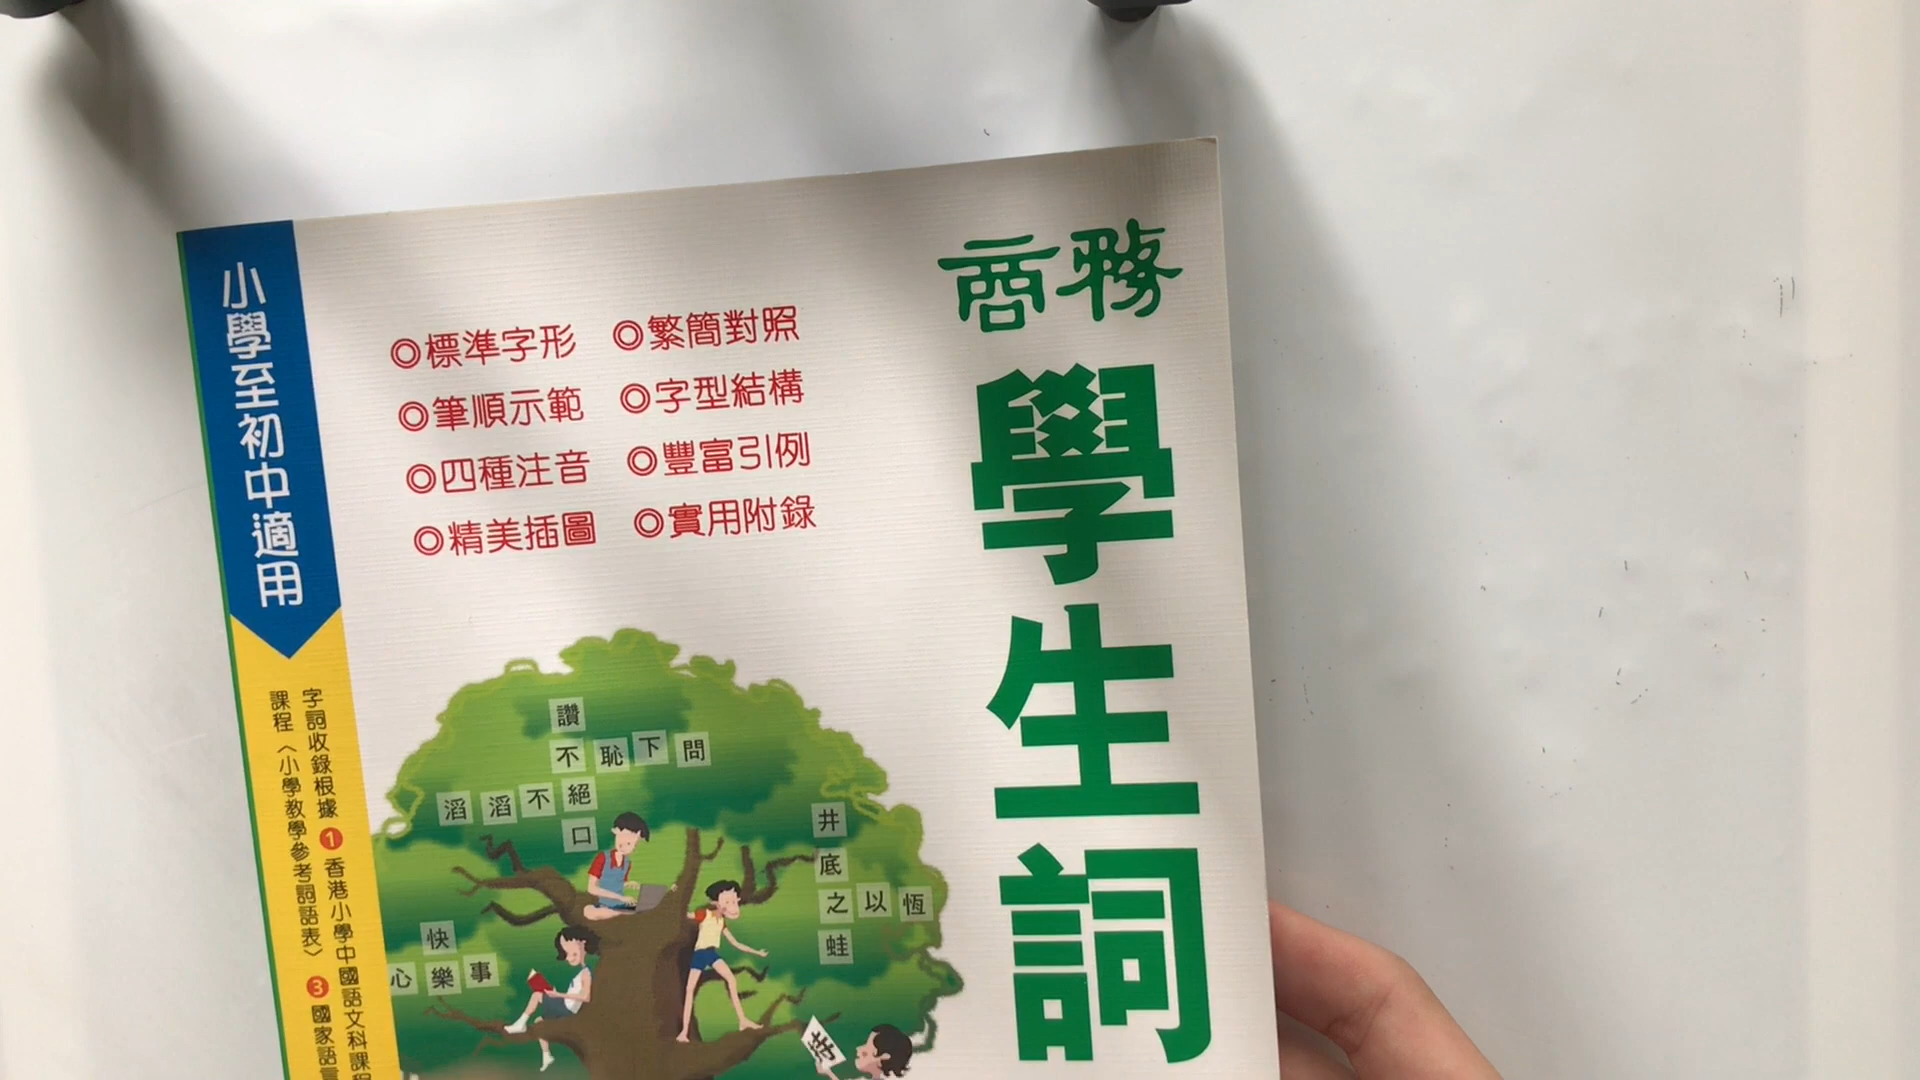 商務
學生詞
◎標準字形 ◎繁簡對照
◎筆順示範 ◎字型結構
◎四種注音 ◎豐富引例
◎精美插圖 ◎實用附錄
小學至初中適用
字詞收錄根據 1 香港小學中國語文科課程
課程〈小學教學參考詞語表〉 3 國家語言
讚
不恥下問
滔滔不絕
口
井
底
之以恆
蛙
快
心樂事